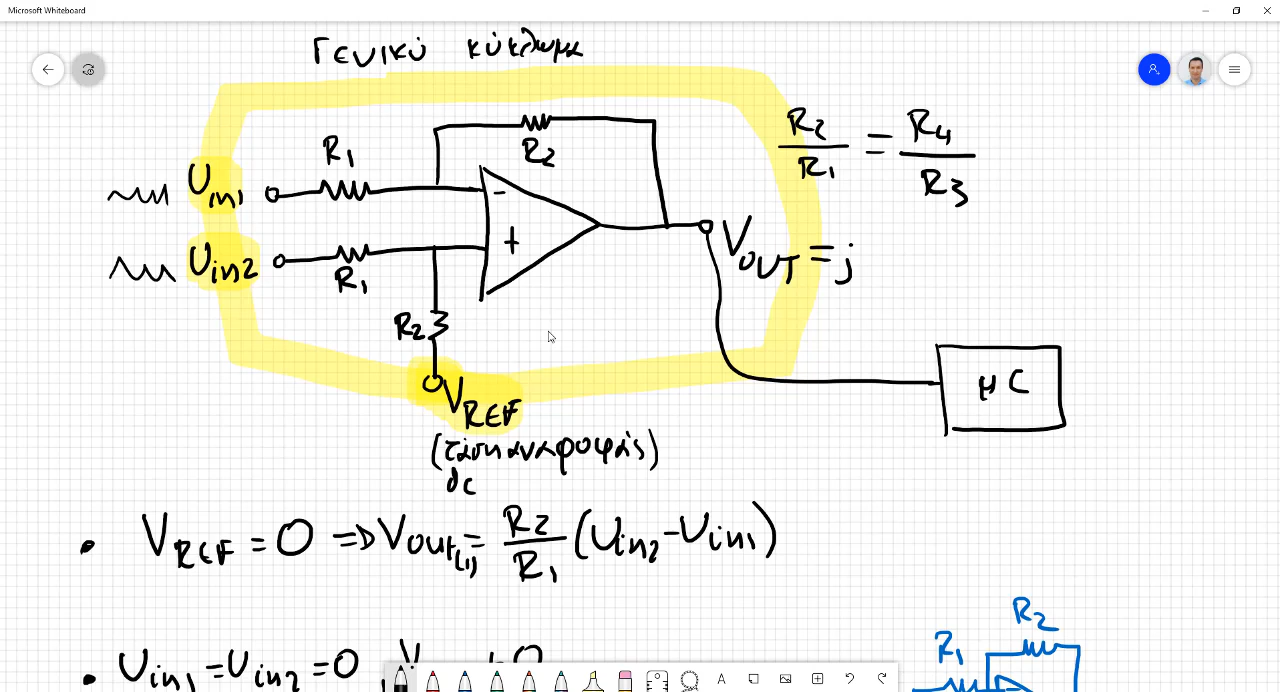 Microsoft Whiteboard
Γενικό κύκλωμα
R2
R1
R2/R1 = R4/R3
Uin1
-
Uin2
+
VOUT = ;
R1
R2
μC
VREF
(τάση αναφοράς)
dc
• VREF = 0 => Vout(1) = R2/R1 (Uin2 - Uin1)
R2
R1
• Uin1 = Uin2 = 0
A